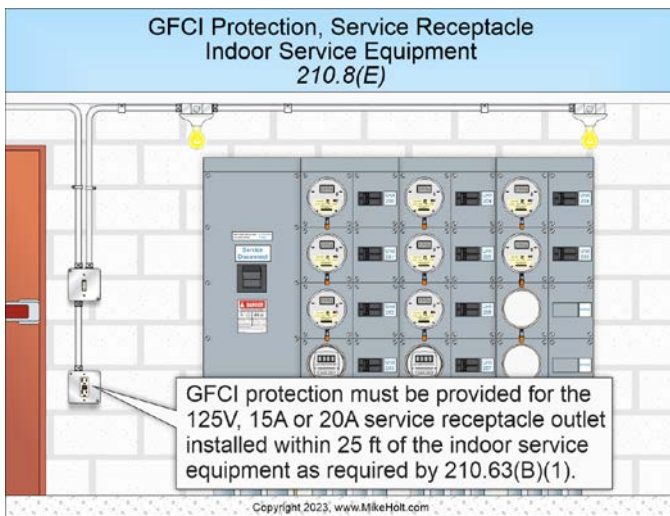 GFCI Protection, Service Receptacle
Indoor Service Equipment
210.8(E)
Service
Disconnect
DANGER
GFCI protection must be provided for the
125V, 15A or 20A service receptacle outlet
installed within 25 ft of the indoor service
equipment as required by 210.63(B)(1).
Copyright 2023, www.MikeHolt.com